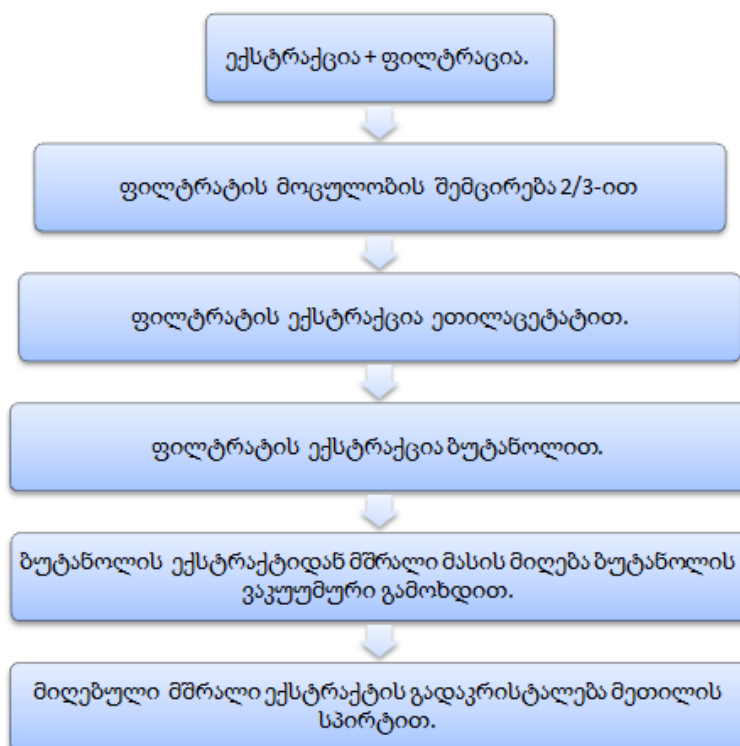 ექსტრაქცია + ფილტრაცია.
ფილტრატის მოცულობის შემცირება 2/3-ით
ფილტრატის ექსტრაქცია ეთილაცეტატით.
ფილტრატის ექსტრაქცია ბუტანოლით.
ბუტანოლის ექსტრაქტიდან მშრალი მასის მიღება ბუტანოლის
ვაკუუმური გამოხდით.
მიღებული მშრალი ექსტრაქტის გადაკრისტალება მეთილის
სპირტით.